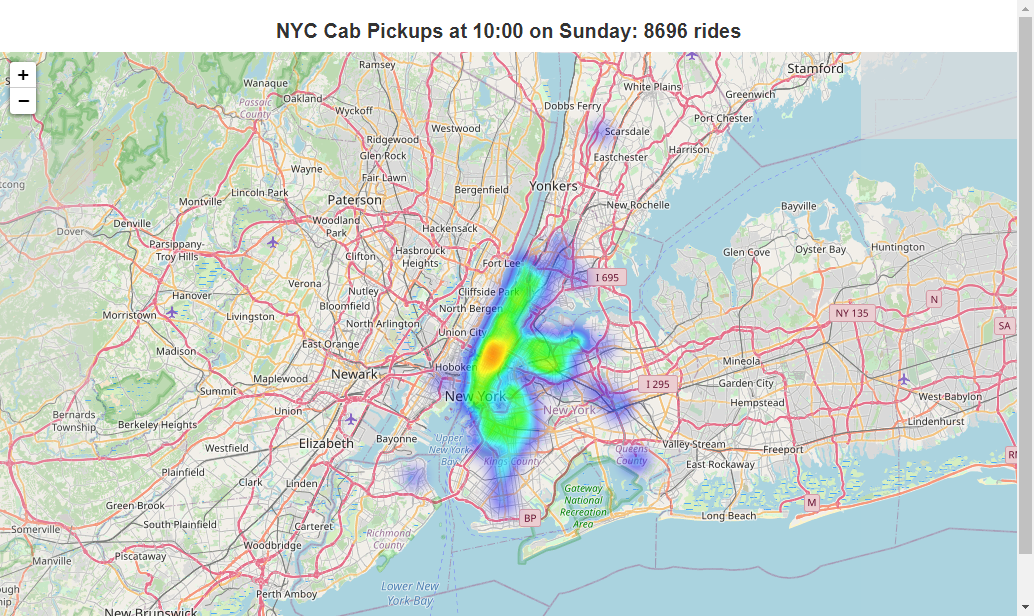 NYC Cab Pickups at 10:00 on Sunday: 8696 rides
+
−
Ramsey
Stamford
Wanaque
Oakland
White Plains
Greenwich
Passaic
County
Wyckoff
Dobbs Ferry
Port Chester
Westwood
Scarsdale
Ridgewood
Glen Rock
Harrison
Eastchester
Wayne
Fair Lawn
Lincoln Park
Bergenfield
Yonkers
Montville
Paterson
New Rochelle
Bayville
Denville
Woodland
Park
Hackensack
Dover
Parsippany-
Troy Hills
Hasbrouck
Heights
Clifton
Fort Lee
Glen Cove
Oyster Bay
Huntington
I 695
Verona
Nutley
Cliffside Park
Hanover
Bloomfield
North Bergen
N
Morristown
Livingston
North Arlington
NY 135
Union City
SA
East Orange
Madison
Hoboken
Mineola
Newark
Maplewood
I 295
Garden City
Summit
New York
West Babylon
Hempstead
Union
New York
Bernards
Township
Berkeley Heights
Lindenhurst
Elizabeth
Bayonne
Upper
New York
Bay
Valley Stream
Freeport
Westfield
Queens
County
Kings County
East Rockaway
Plainfield
Clark
Linden
Gateway
National
Recreation
Area
Green Brook
M
South Plainfield
Carteret
BP
Long Beach
Somerville
Richmond
County
Woodbridge
Piscataway
Manville
Perth Amboy
Lower New
York Bay
New Brunswick